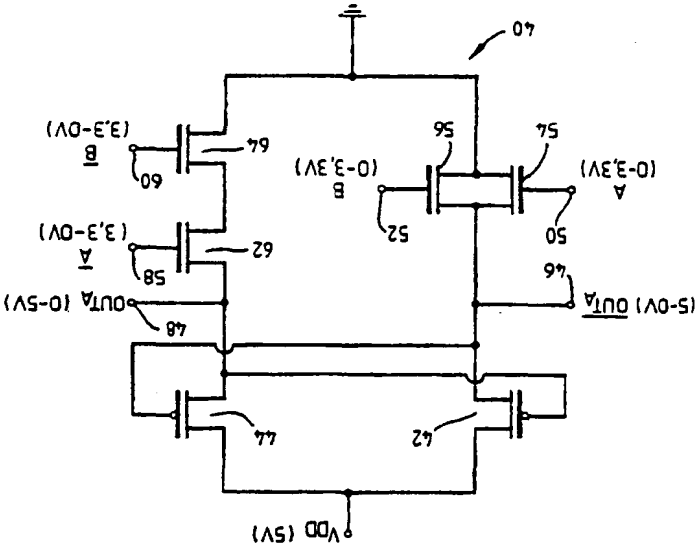 VDD (5V)
42
44
(5-0V) O̅U̅T̅A̅
46
48
OUTA (0-5V)
50
A
(0-3,3V)
52
B
(0-3,3V)
54
56
58
A̅
(3,3-0V)
62
60
B̅
(3,3-0V)
64
40